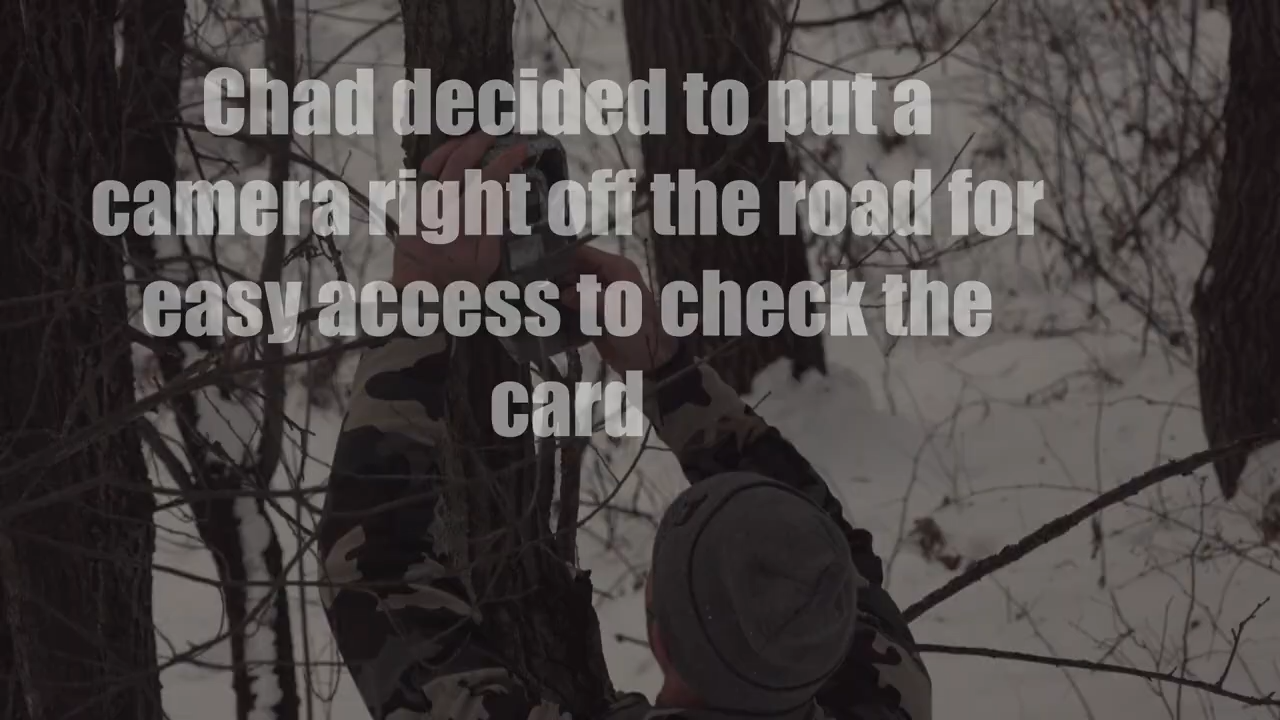 Chad decided to put a
camera right off the road for
easy access to check the
card